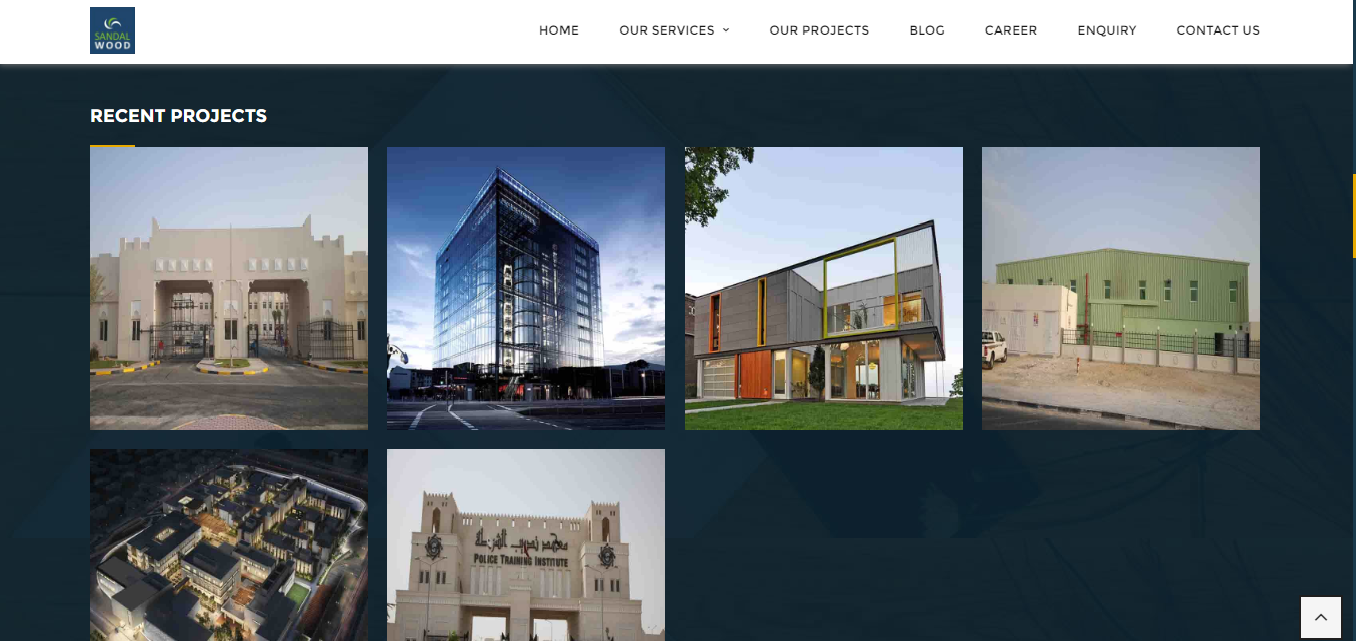 SANDAL
WOOD
HOME
OUR SERVICES
OUR PROJECTS
BLOG
CAREER
ENQUIRY
CONTACT US
RECENT PROJECTS
معهد تدريب الشرطة
POLICE TRAINING INSTITUTE